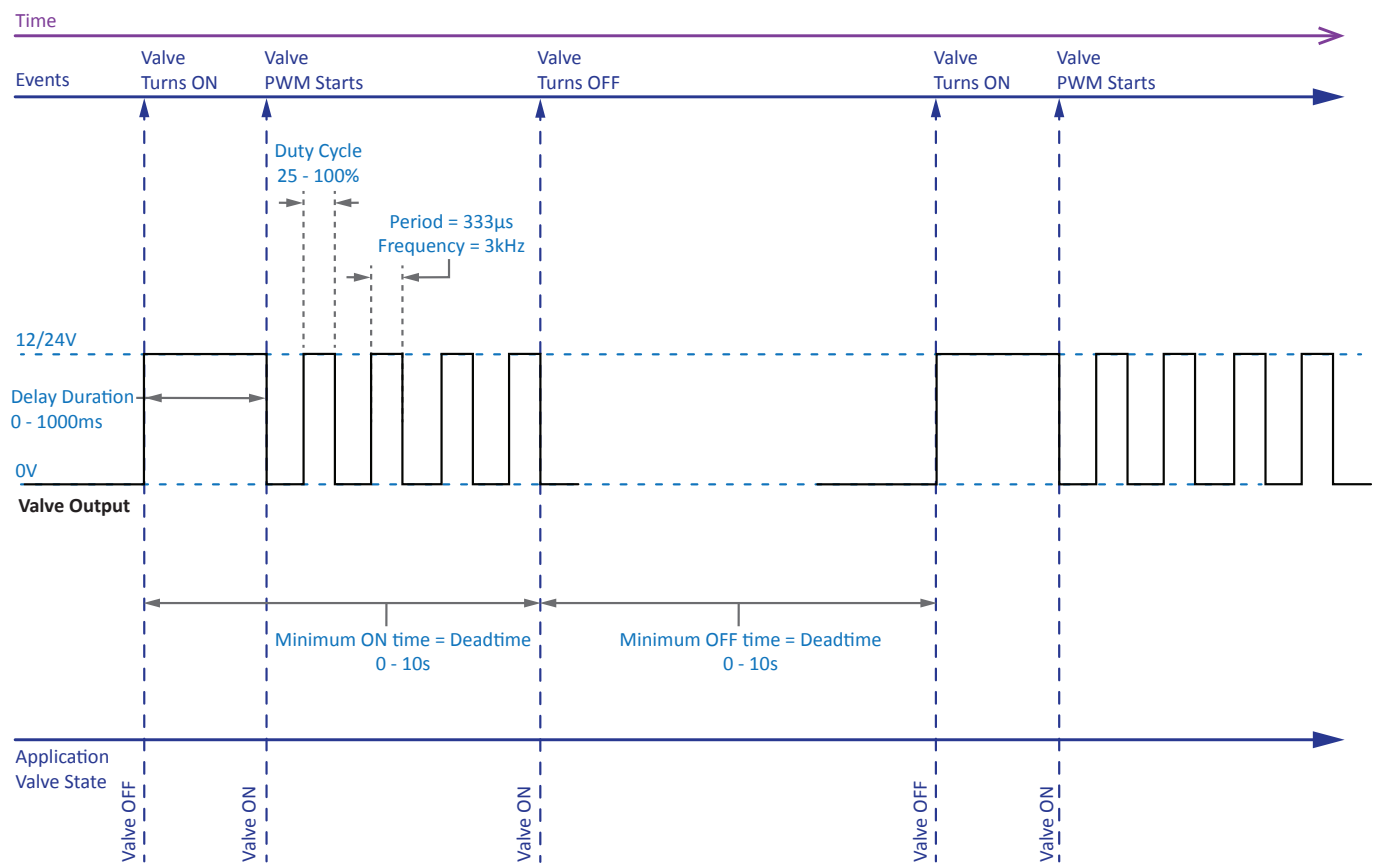 Time
Events
Valve
Turns ON
Valve
PWM Starts
Valve
Turns OFF
Valve
Turns ON
Valve
PWM Starts
Duty Cycle
25 - 100%
Period = 333µs
Frequency = 3kHz
12/24V
Delay Duration
0 - 1000ms
0V
Valve Output
Minimum ON time = Deadtime
0 - 10s
Minimum OFF time = Deadtime
0 - 10s
Application
Valve State
Valve OFF
Valve ON
Valve ON
Valve OFF
Valve ON